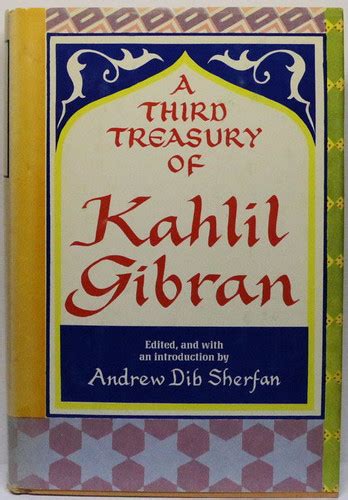 A
THIRD
TREASURY
OF
Kahlil
Gibran
Edited, and with
an introduction by
Andrew Dib Sherfan